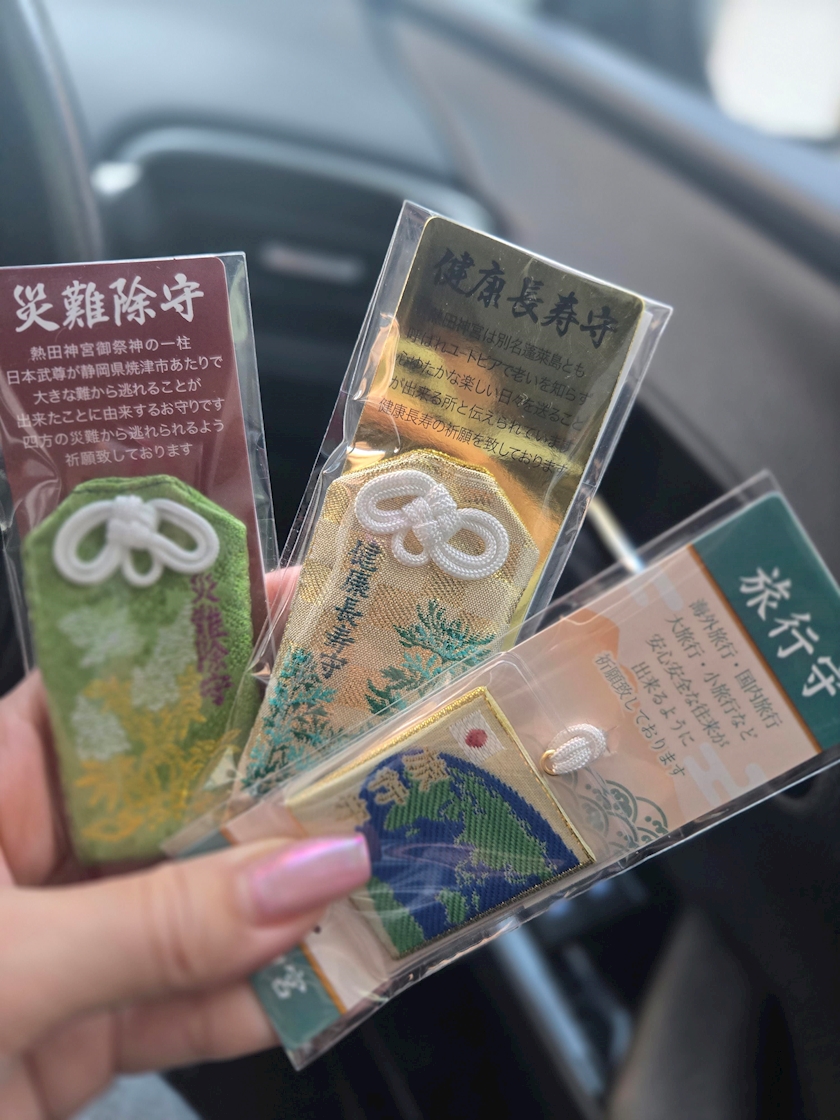 災難除守
熱田神宮御祭神の一柱
日本武尊が静岡県焼津市あたりで
大きな難から逃れることが
出来たことに由来するお守りです
四方の災難から逃れられるよう
祈願致しております
災難除守
健康長寿守
熱田神宮は別名蓬莱島とも
呼ばれユートピアで老いを知らず
心ゆたかな楽しい日々を送ること
が出来る所と伝えられています
健康長寿の祈願を致しております
健康長寿守
旅行守
海外旅行・国内旅行
大旅行・小旅行など
安心安全な往来が
出来るように
祈願致しております
旅行
宮